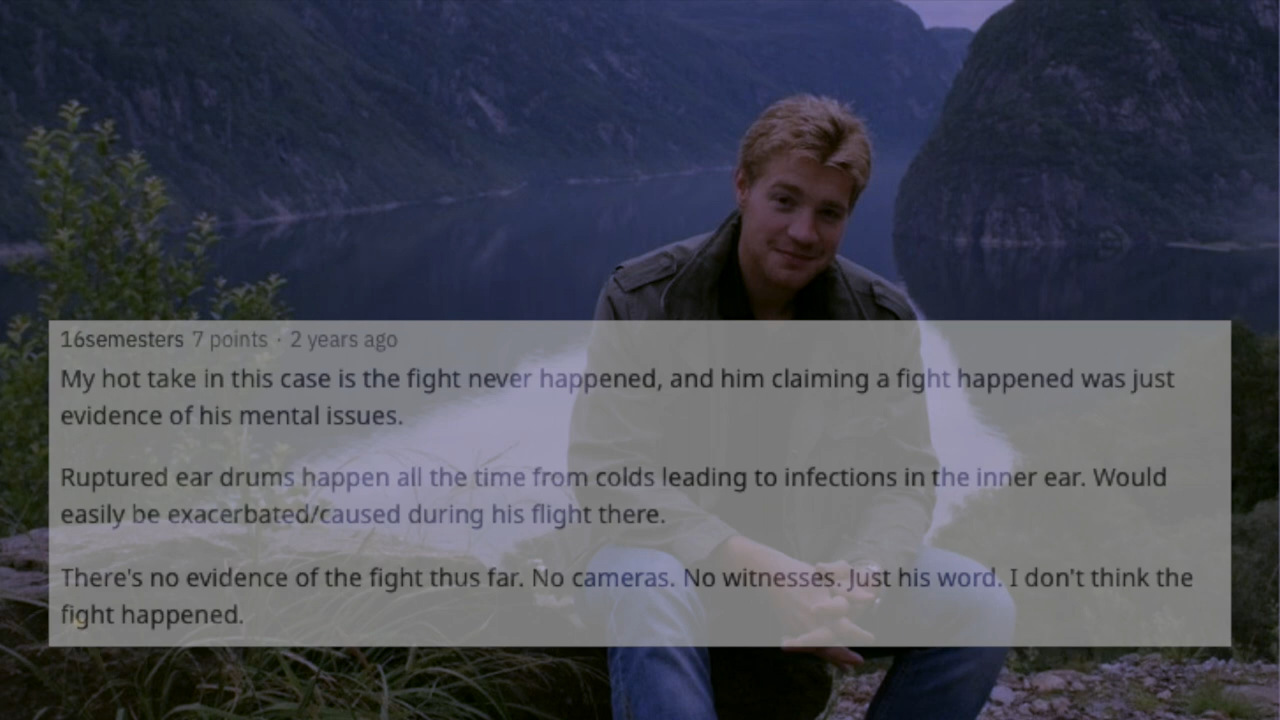 16semesters 7 points · 2 years ago
My hot take in this case is the fight never happened, and him claiming a fight happened was just
evidence of his mental issues.
Ruptured ear drums happen all the time from colds leading to infections in the inner ear. Would
easily be exacerbated/caused during his flight there.
There's no evidence of the fight thus far. No cameras. No witnesses. Just his word. I don't think the
fight happened.